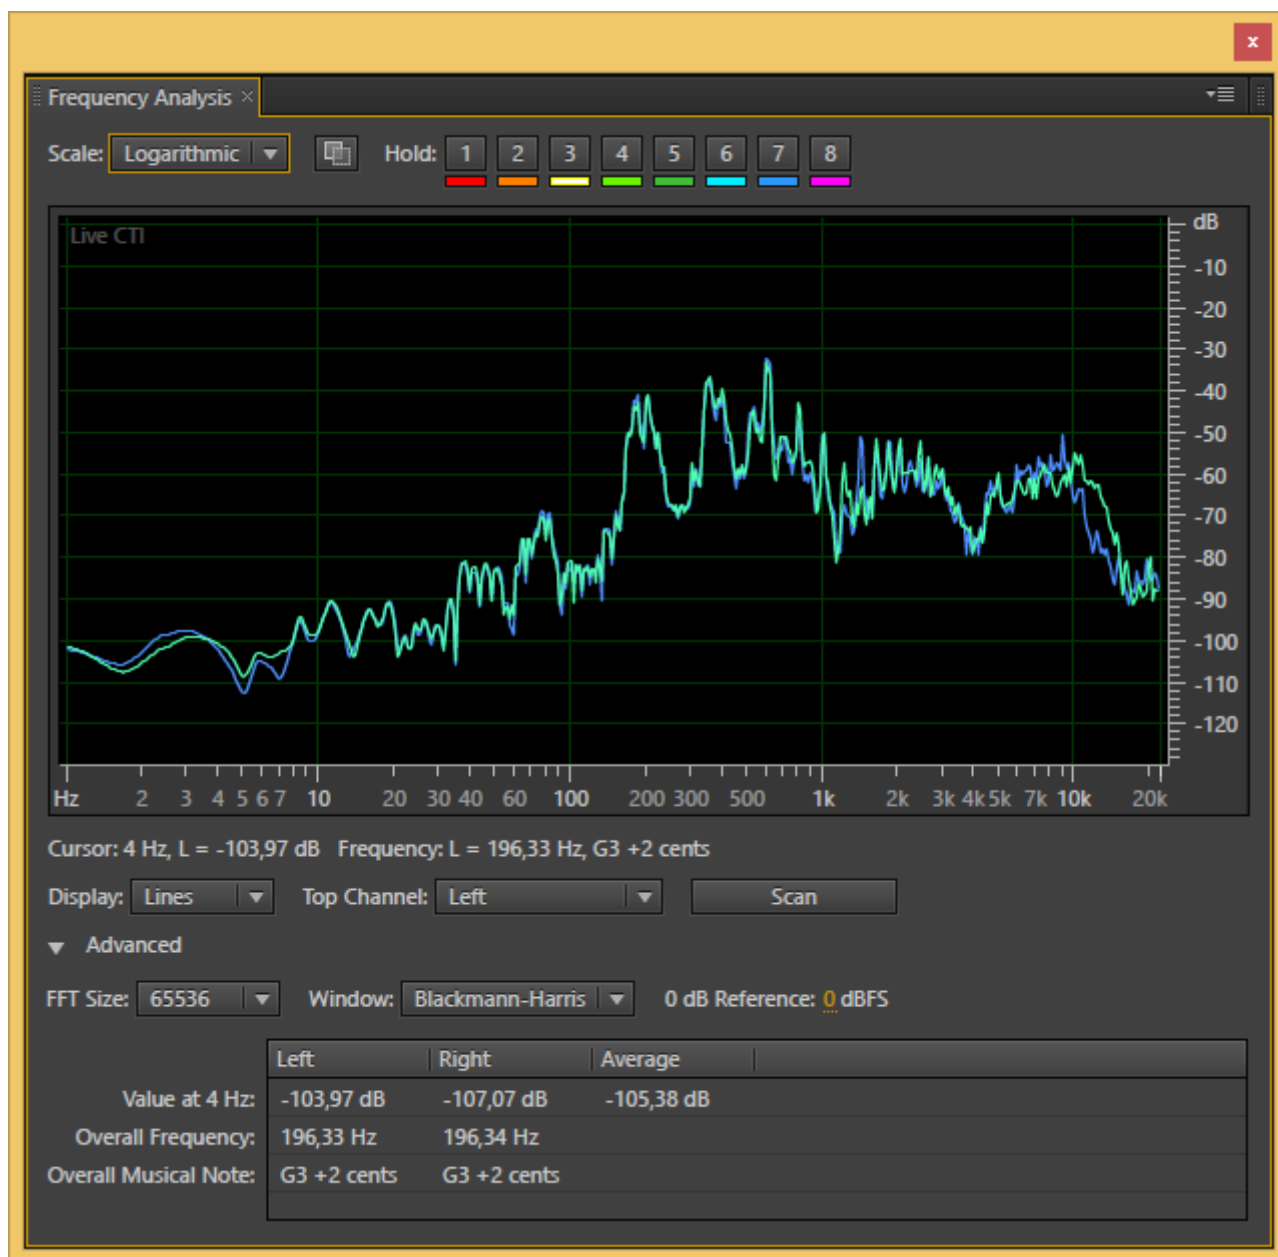 x
Frequency Analysis ×
Scale: Logarithmic Hold: 1 2 3 4 5 6 7 8
Live CTI
dB
-10
-20
-30
-40
-50
-60
-70
-80
-90
-100
-110
-120
Hz 2 3 4 5 6 7 10 20 30 40 60 100 200 300 500 1k 2k 3k 4k 5k 7k 10k 20k
Cursor: 4 Hz, L = -103,97 dB Frequency: L = 196,33 Hz, G3 +2 cents
Display: Lines Top Channel: Left Scan
Advanced
FFT Size: 65536 Window: Blackmann-Harris 0 dB Reference: 0 dBFS
Left Right Average
Value at 4 Hz: -103,97 dB -107,07 dB -105,38 dB
Overall Frequency: 196,33 Hz 196,34 Hz
Overall Musical Note: G3 +2 cents G3 +2 cents